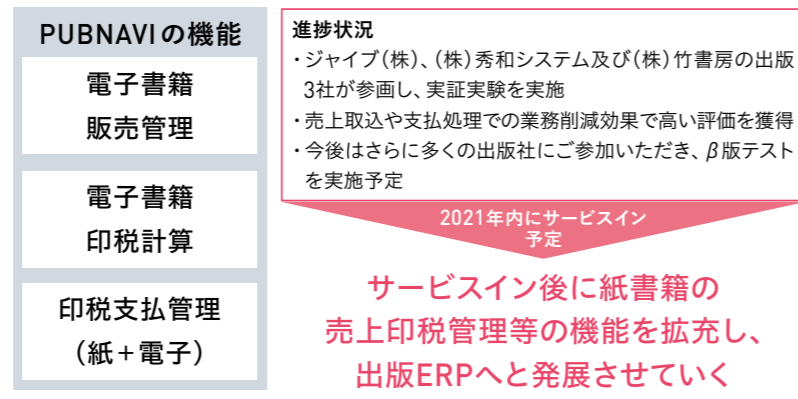 PUBNAVIの機能
電子書籍
販売管理
電子書籍
印税計算
印税支払管理
（紙＋電子）
進捗状況
・ジャイブ（株）、（株）秀和システム及び（株）竹書房の出版
3社が参画し、実証実験を実施
・売上取込や支払処理での業務削減効果で高い評価を獲得
・今後はさらに多くの出版社にご参加いただき、β版テスト
を実施予定
2021年内にサービスイン
予定
サービスイン後に紙書籍の
売上印税管理等の機能を拡充し、
出版ERPへと発展させていく